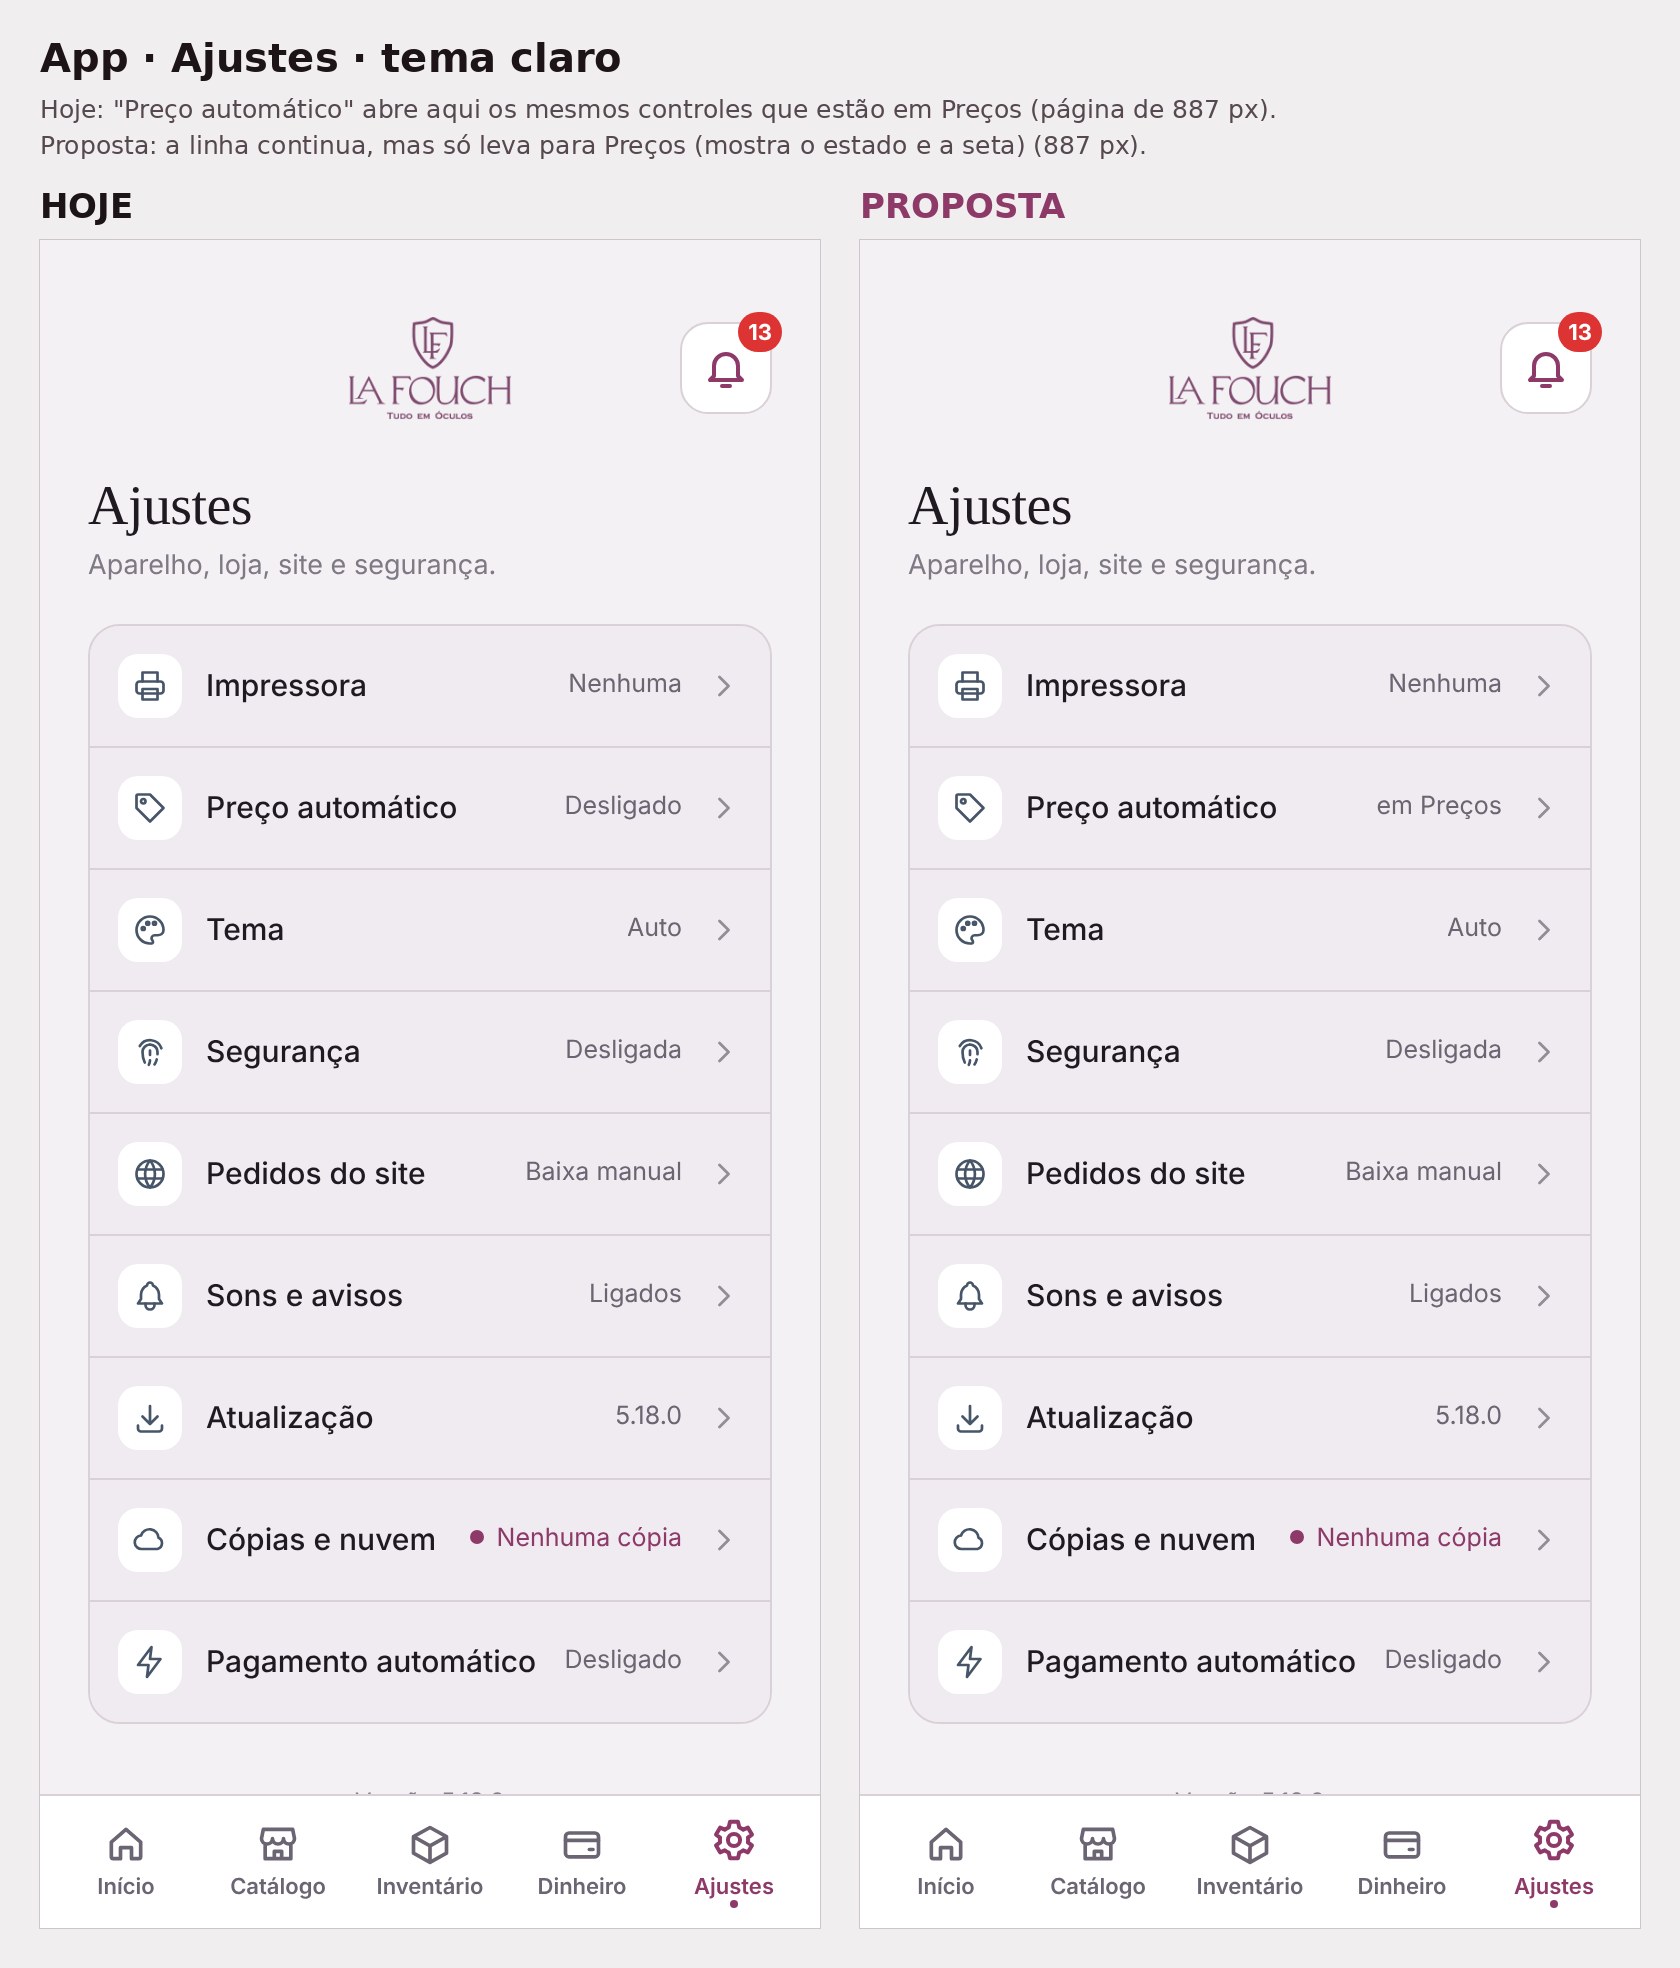 App · Ajustes · tema claro
Hoje: "Preço automático" abre aqui os mesmos controles que estão em Preços (página de 887 px).
Proposta: a linha continua, mas só leva para Preços (mostra o estado e a seta) (887 px).
HOJE
LF
LA FOUCH
TUDO EM ÓCULOS
13
Ajustes
Aparelho, loja, site e segurança.
Impressora Nenhuma
Preço automático Desligado
Tema Auto
Segurança Desligada
Pedidos do site Baixa manual
Sons e avisos Ligados
Atualização 5.18.0
Cópias e nuvem Nenhuma cópia
Pagamento automático Desligado
Início Catálogo Inventário Dinheiro Ajustes
PROPOSTA
LF
LA FOUCH
TUDO EM ÓCULOS
13
Ajustes
Aparelho, loja, site e segurança.
Impressora Nenhuma
Preço automático em Preços
Tema Auto
Segurança Desligada
Pedidos do site Baixa manual
Sons e avisos Ligados
Atualização 5.18.0
Cópias e nuvem Nenhuma cópia
Pagamento automático Desligado
Início Catálogo Inventário Dinheiro Ajustes